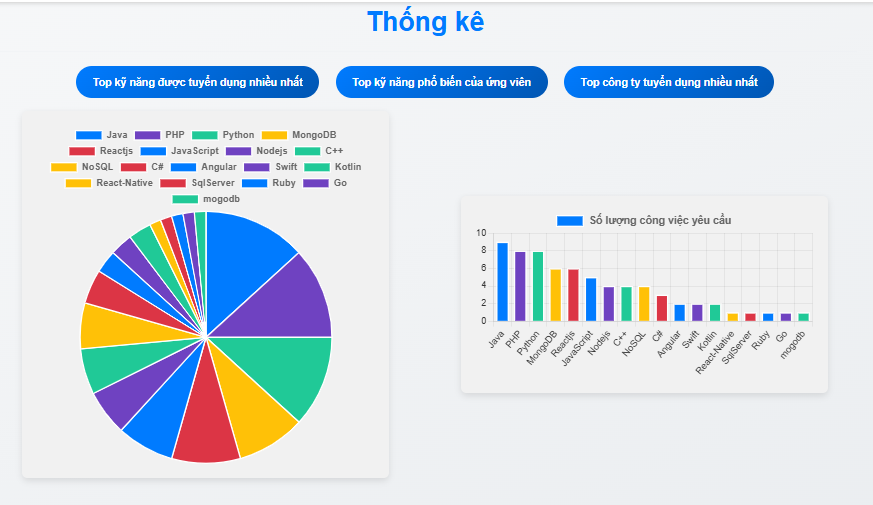 Thống kê
Top kỹ năng được tuyển dụng nhiều nhất
Top kỹ năng phổ biến của ứng viên
Top công ty tuyển dụng nhiều nhất
Java PHP Python MongoDB
Reactjs JavaScript Nodejs C++
NoSQL C# Angular Swift Kotlin
React-Native SqlServer Ruby Go
mogodb
Số lượng công việc yêu cầu
10
8
6
4
2
0
Java PHP Python MongoDB Reactjs JavaScript Nodejs C++ NoSQL C# Angular Swift Kotlin React-Native SqlServer Ruby Go mogodb